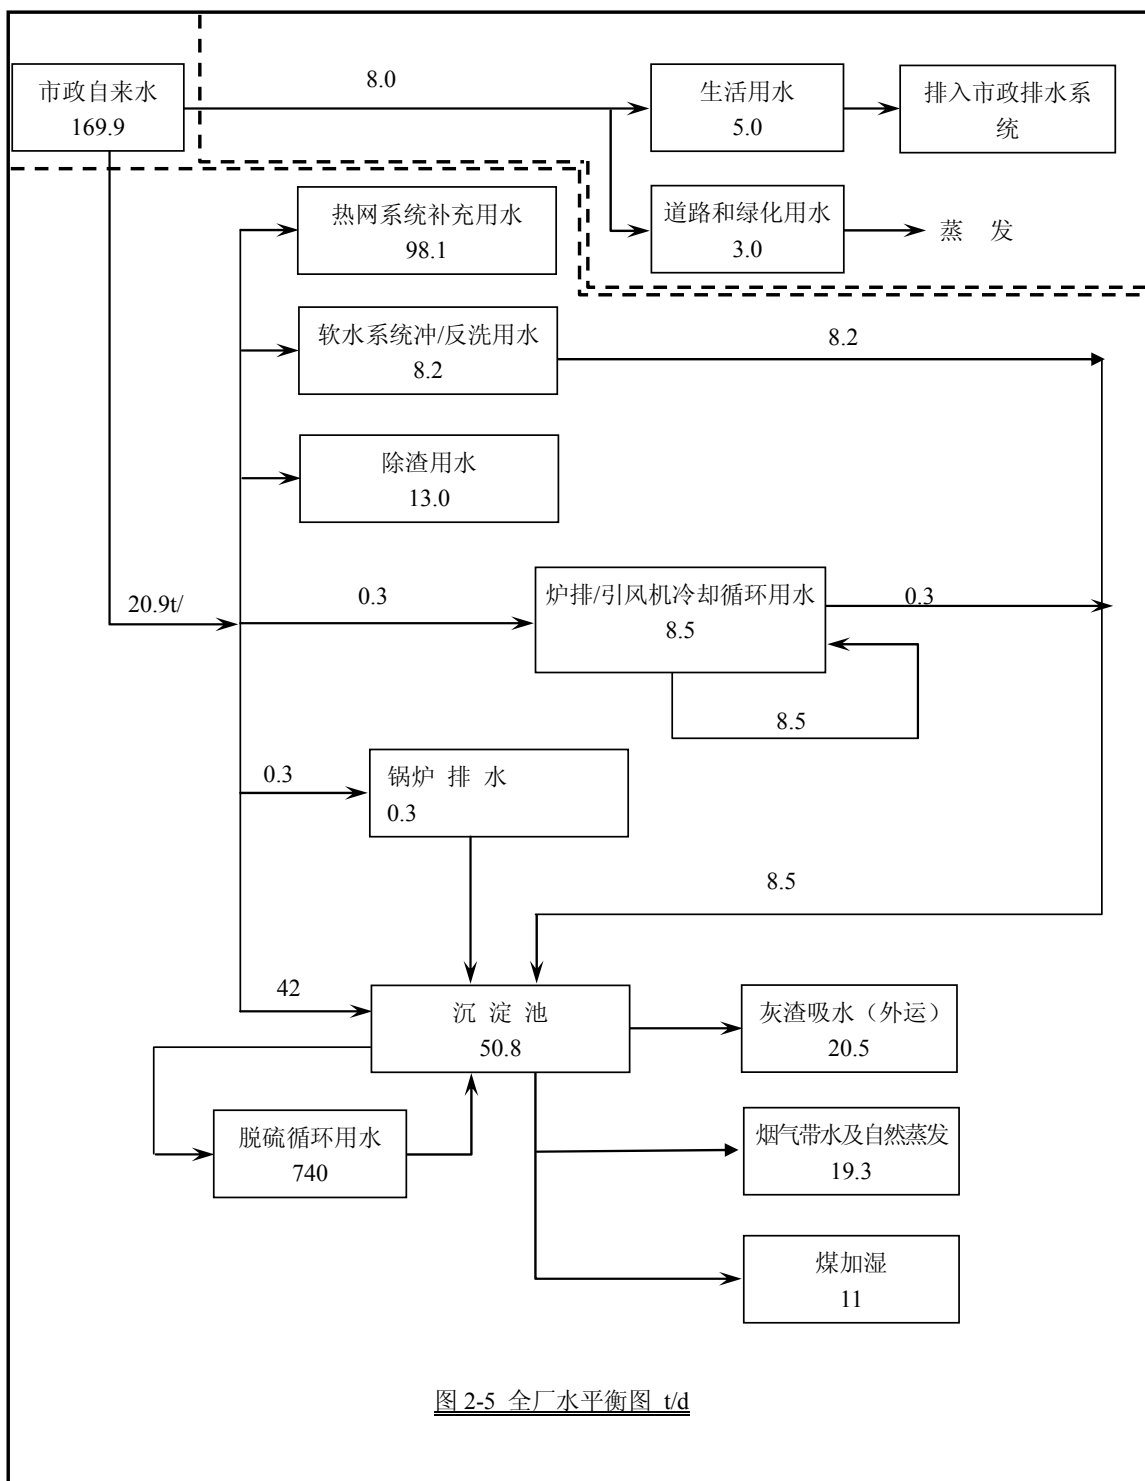 市政自来水
169.9
8.0
生活用水
5.0
排入市政排水系
统
热网系统补充用水
98.1
道路和绿化用水
3.0
蒸 发
软水系统冲/反洗用水
8.2
8.2
除渣用水
13.0
20.9t/
0.3
炉排/引风机冷却循环用水
8.5
0.3
8.5
0.3
锅炉 排 水
0.3
8.5
42
沉 淀 池
50.8
灰渣吸水（外运）
20.5
脱硫循环用水
740
烟气带水及自然蒸发
19.3
煤加湿
11
图 2-5 全厂水平衡图 t/d